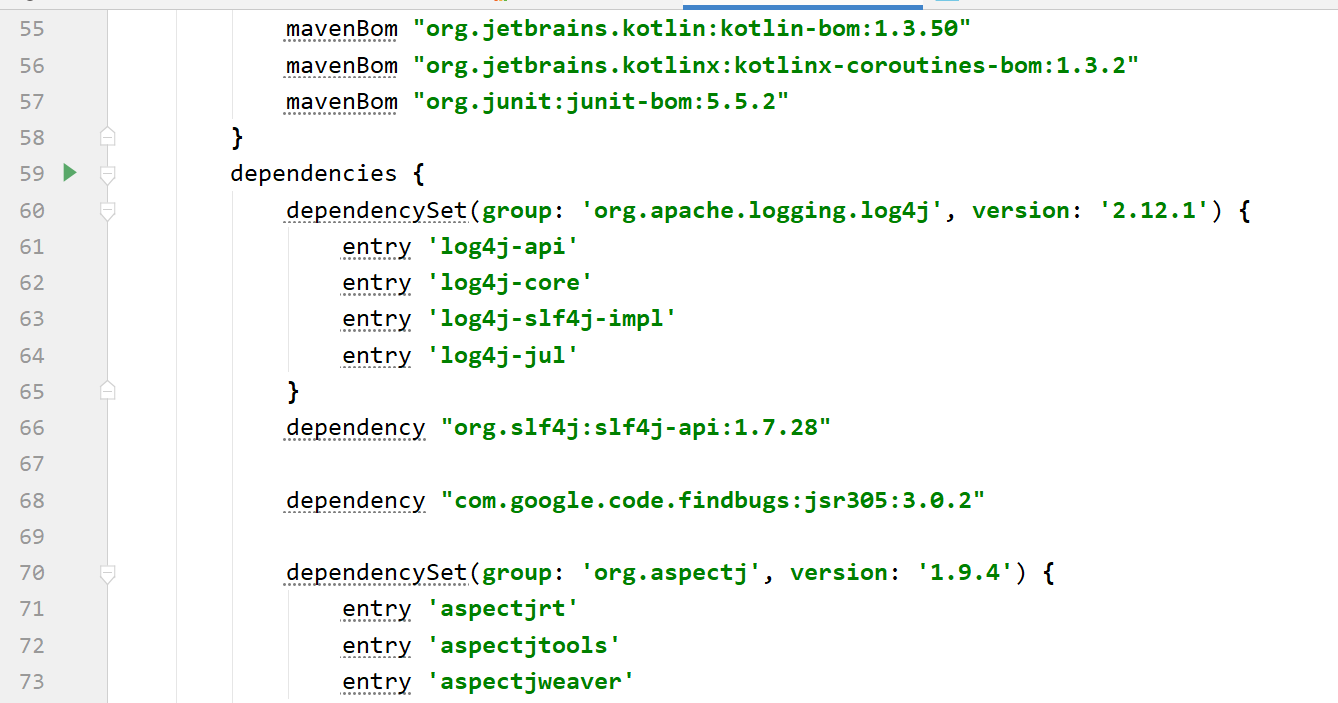 55 mavenBom "org.jetbrains.kotlin:kotlin-bom:1.3.50"
56 mavenBom "org.jetbrains.kotlinx:kotlinx-coroutines-bom:1.3.2"
57 mavenBom "org.junit:junit-bom:5.5.2"
58 }
59 dependencies {
60 dependencySet(group: 'org.apache.logging.log4j', version: '2.12.1') {
61 entry 'log4j-api'
62 entry 'log4j-core'
63 entry 'log4j-slf4j-impl'
64 entry 'log4j-jul'
65 }
66 dependency "org.slf4j:slf4j-api:1.7.28"
67
68 dependency "com.google.code.findbugs:jsr305:3.0.2"
69
70 dependencySet(group: 'org.aspectj', version: '1.9.4') {
71 entry 'aspectjrt'
72 entry 'aspectjtools'
73 entry 'aspectjweaver'